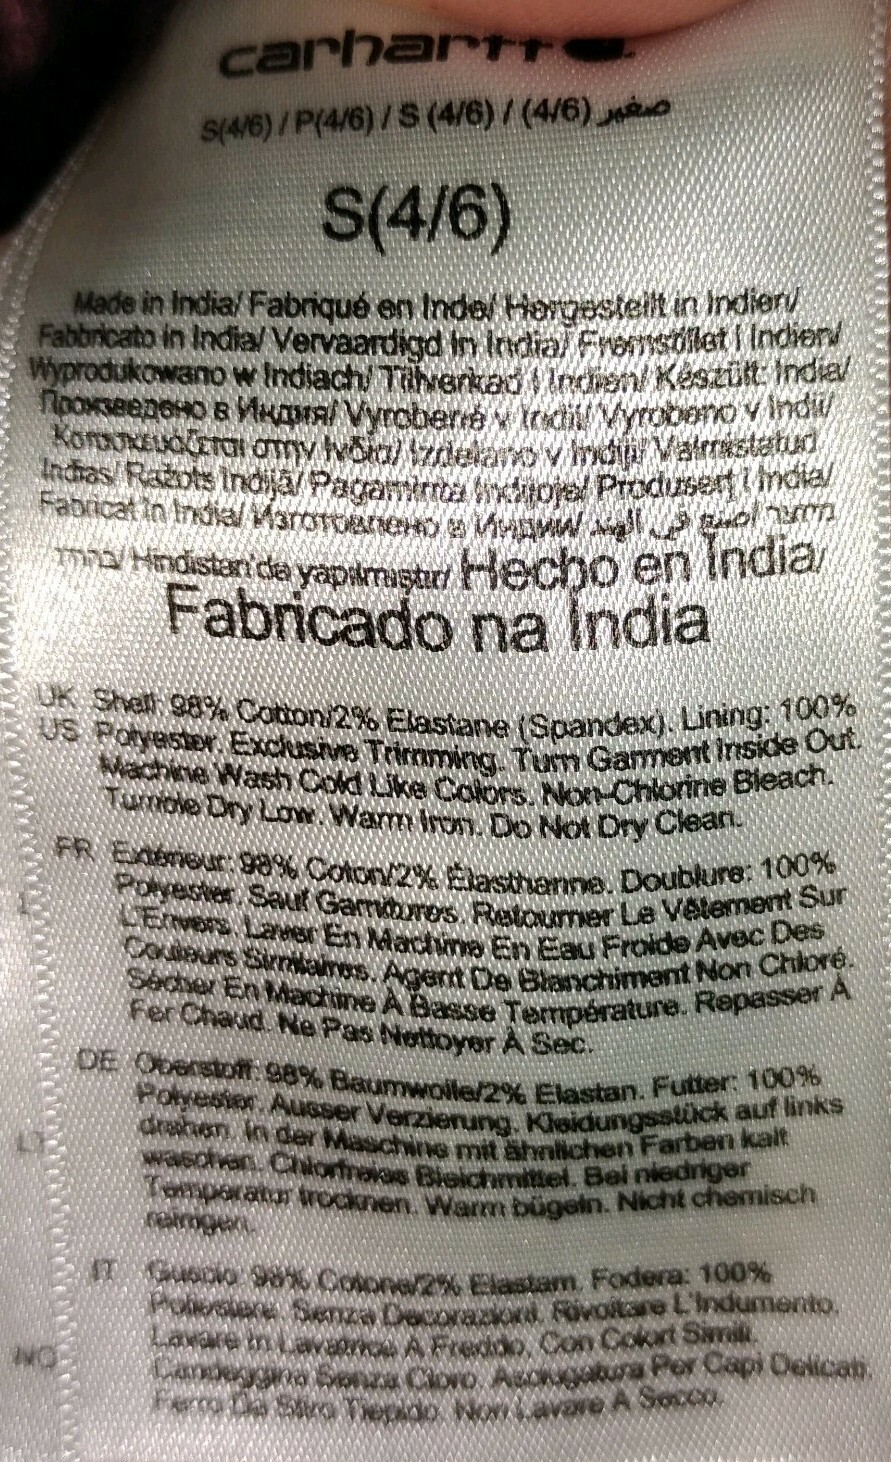 carhartt
S(4/6) / P(4/6) / S (4/6) / (4/6) صغير
S(4/6)
Made in India/ Fabriqué en Inde/ Hergestellt in Indien/
Fabbricato in India/ Vervaardigd in India/ Fremstillet I Indien/
Wyprodukowano w Indiach/ Tillverkad I Indien/ Készült: India/
Произведено в Индия/ Vyrobené v Indii/ Vyrobeno v Indii/
Κατασκευάζεται στην Ινδία/ Izdelano v Indiji/ Valmistatud
Indias/ Ražots Indijā/ Pagaminta Indijoje/ Produsert i India/
Fabricat în India/ Изготовлено в Индии/ صنع في الهند/
Hindistan'da yapılmıştır/ Hecho en India/
Fabricado na India
UK Shell: 98% Cotton/2% Elastane (Spandex). Lining: 100%
US Polyester. Exclusive Trimming. Turn Garment Inside Out.
Machine Wash Cold Like Colors. Non-Chlorine Bleach.
Tumble Dry Low. Warm Iron. Do Not Dry Clean.
FR Extérieur: 98% Coton/2% Élasthanne. Doublure: 100%
Polyester. Sauf Garnitures. Retourner Le Vêtement Sur
L'Envers. Laver En Machine En Eau Froide Avec Des
Couleurs Similaires. Agent De Blanchiment Non Chloré.
Sécher En Machine À Basse Température. Repasser À
Fer Chaud. Ne Pas Nettoyer À Sec.
DE Oberstoff: 98% Baumwolle/2% Elastan. Futter: 100%
Polyester. Ausser Verzierung. Kleidungsstück auf links
drehen. In der Maschine mit ähnlichen Farben kalt
waschen. Chlorfreies Bleichmittel. Bei niedriger
Temperatur trocknen. Warm bügeln. Nicht chemisch
reinigen.
IT Guscio: 98% Cotone/2% Elastam. Fodera: 100%
Poliestere. Senza Decorazioni. Rivoltare L'Indumento.
Lavare In Lavatrice A Freddo, Con Colori Simili.
Candeggina Senza Cloro. Asciugatura Per Capi Delicati.
Ferro Da Stiro Tiepido. Non Lavare A Secco.